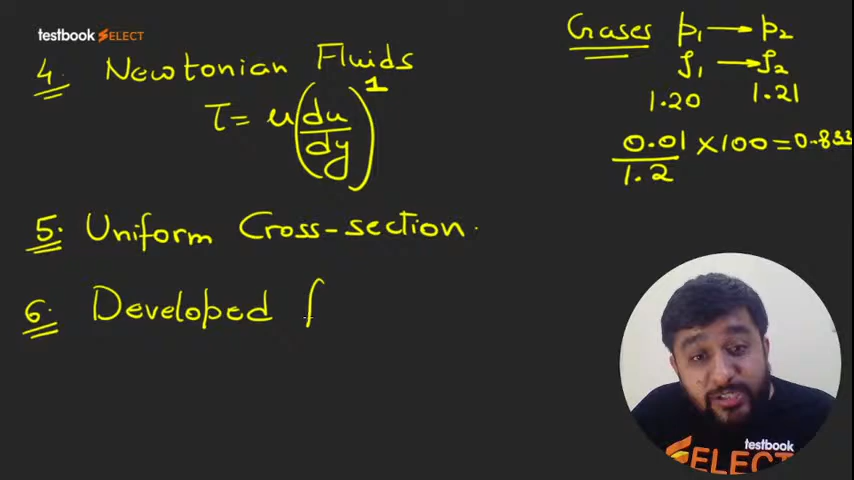 testbook SELECT
4. Newtonian Fluids
τ = μ(du/dy)^1
5. Uniform Cross-section.
6. Developed f
Gases p1 → p2
ρ1 → ρ2
1.20 1.21
0.01/1.2 × 100 = 0.833
testbook
SELECT